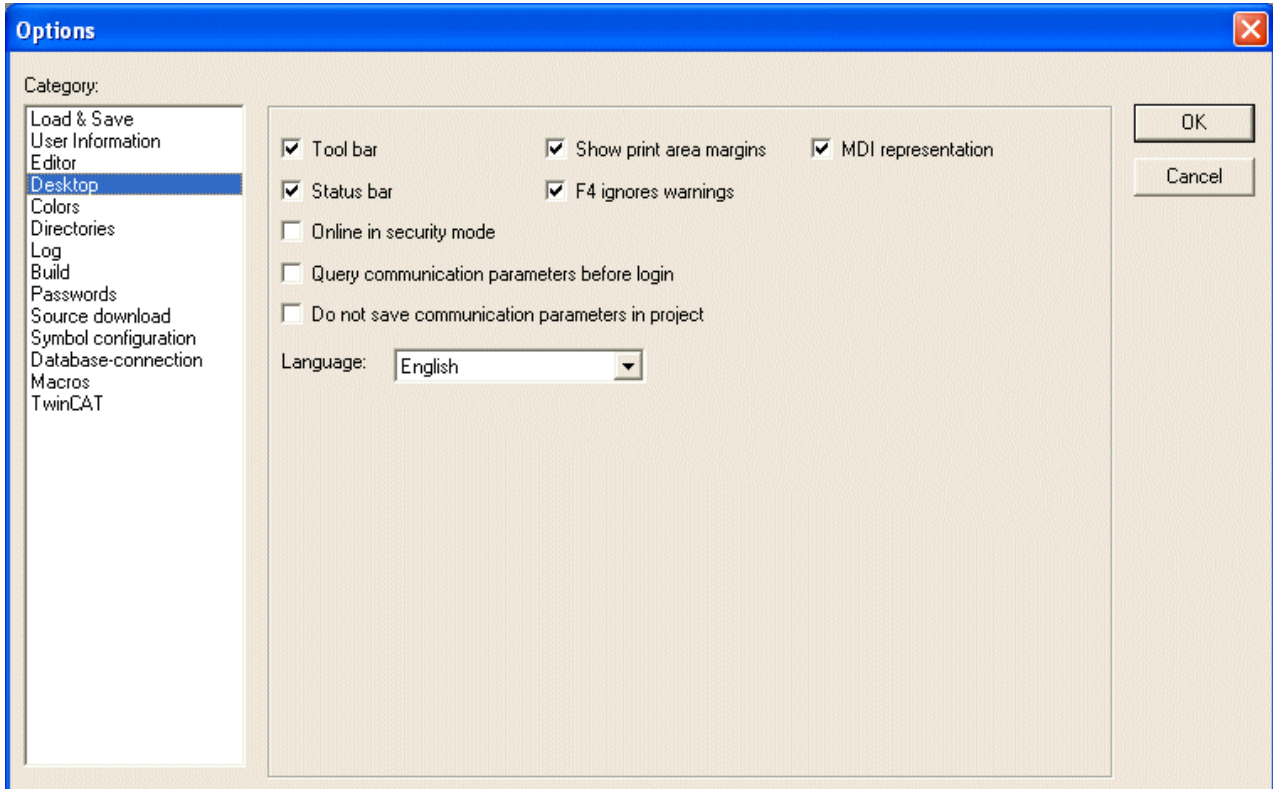 Options
Category:
Load & Save
User Information
Editor
Desktop
Colors
Directories
Log
Build
Passwords
Source download
Symbol configuration
Database-connection
Macros
TwinCAT
Tool bar
Show print area margins
MDI representation
Status bar
F4 ignores warnings
Online in security mode
Query communication parameters before login
Do not save communication parameters in project
Language:
English
OK
Cancel